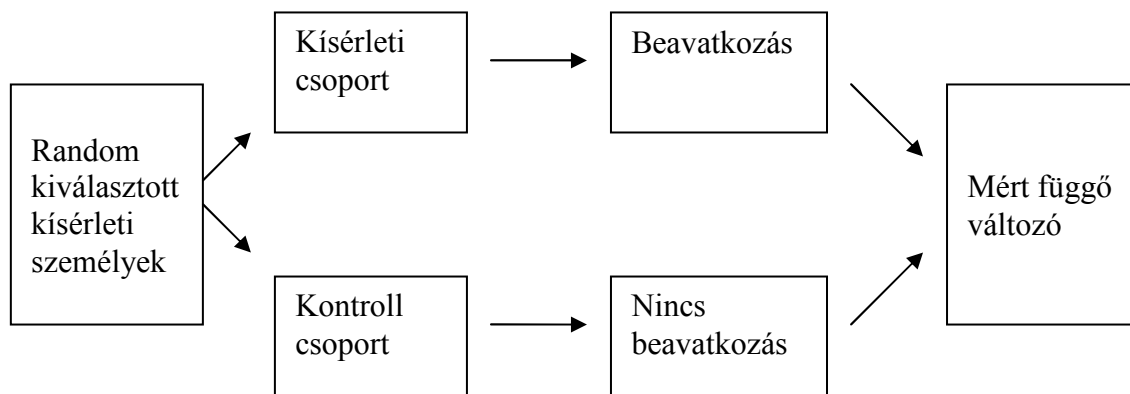 Random
kiválasztott
kísérleti
személyek
Kísérleti
csoport
Beavatkozás
Kontroll
csoport
Nincs
beavatkozás
Mért függő
változó